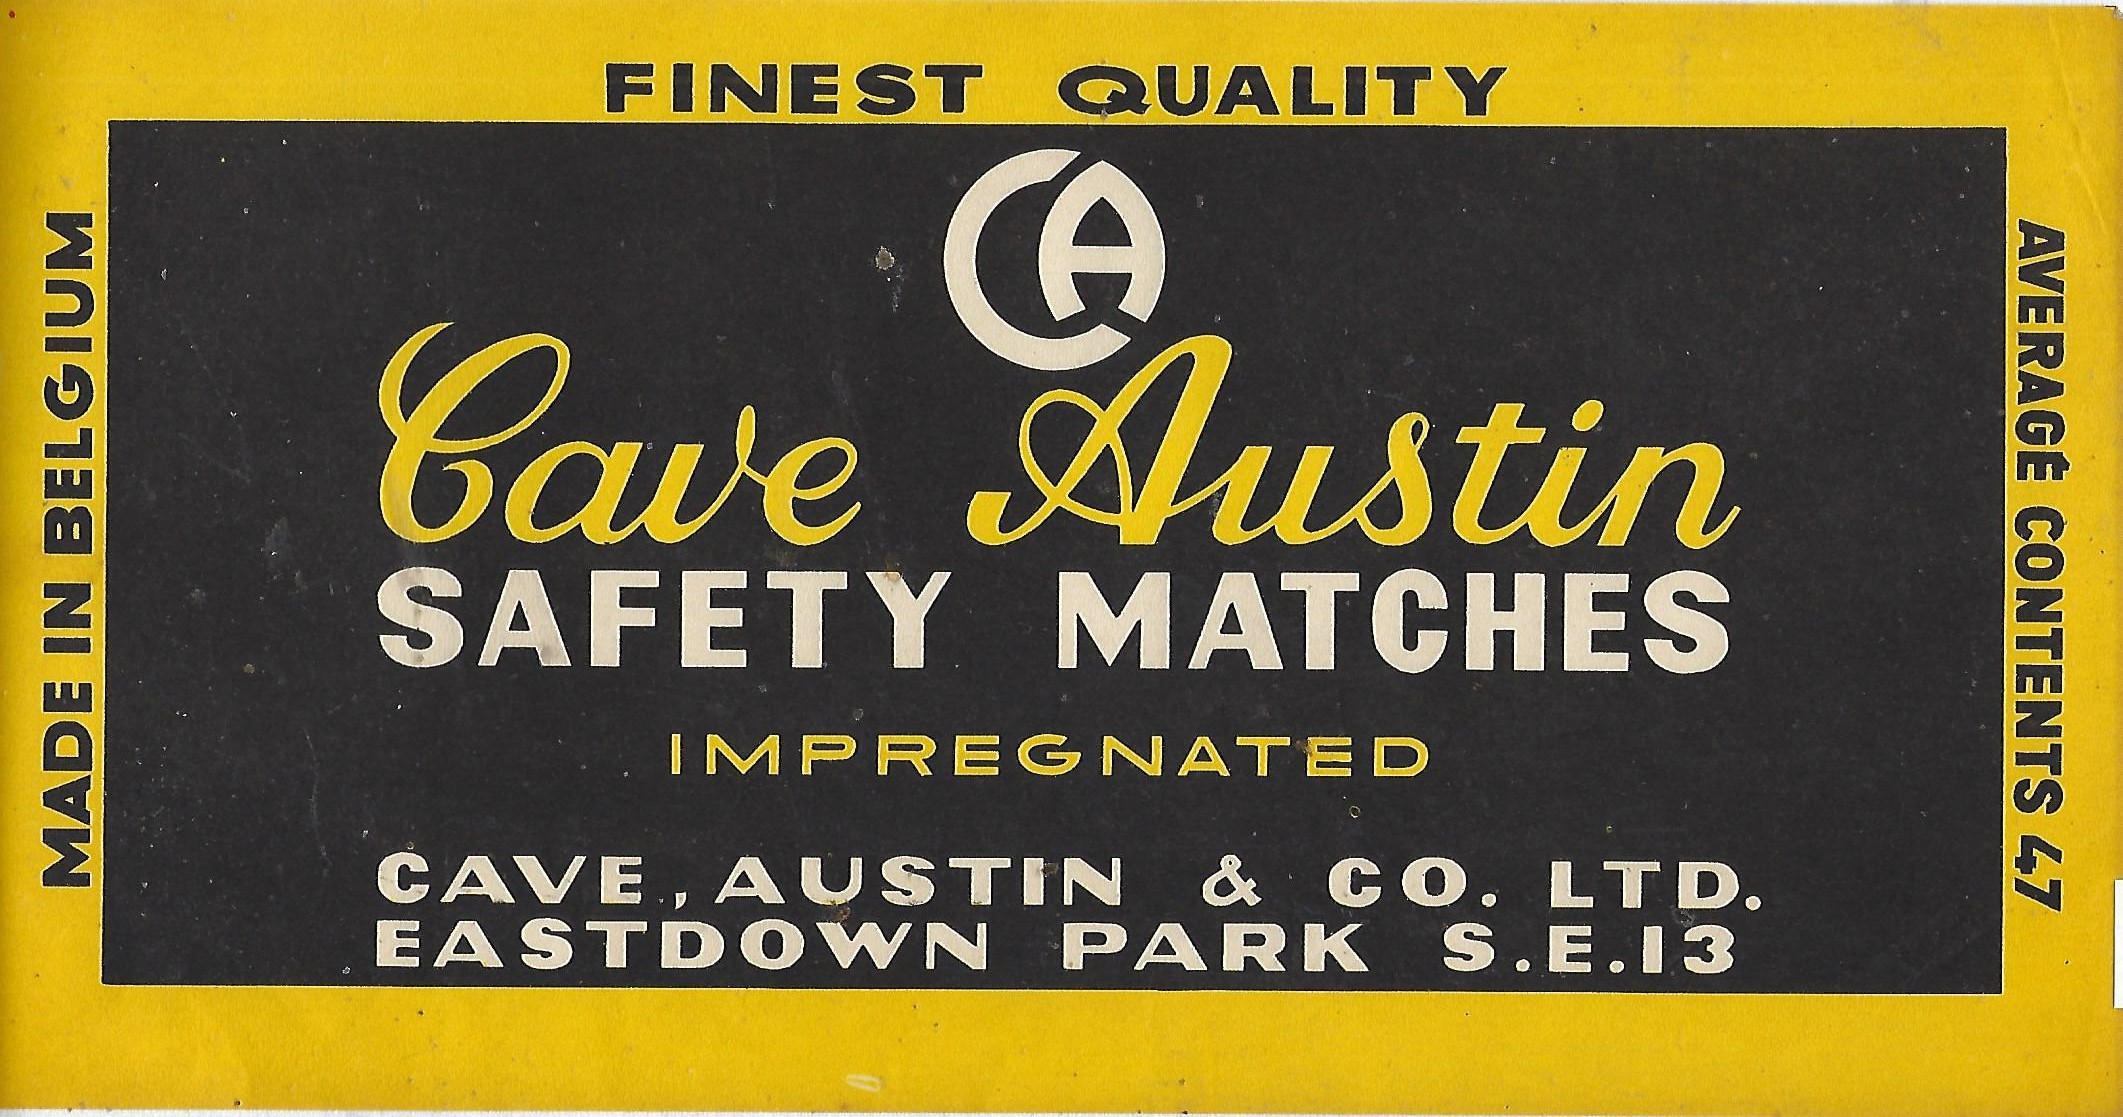 FINEST QUALITY
MADE IN BELGIUM
CA
Cave Austin
SAFETY MATCHES
IMPREGNATED
CAVE, AUSTIN & CO. LTD.
EASTDOWN PARK S.E.13
AVERAGE CONTENTS 47